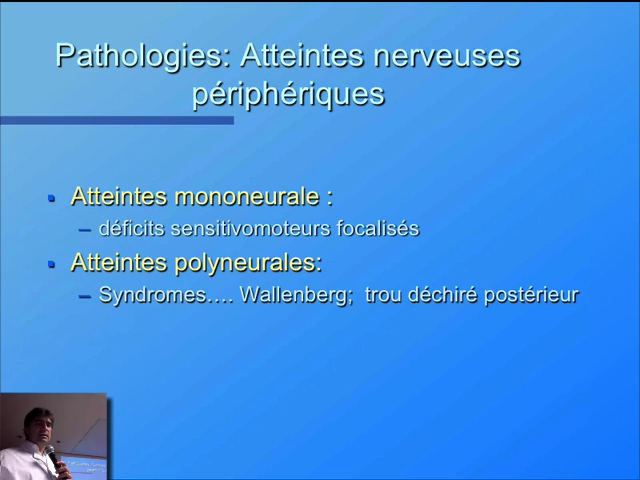 Pathologies: Atteintes nerveuses
périphériques
▪ Atteintes mononeurale :
– déficits sensitivomoteurs focalisés
▪ Atteintes polyneurales:
– Syndromes…. Wallenberg; trou déchiré postérieur